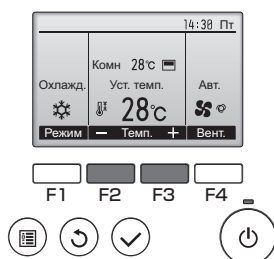 14:30 Пт
Комн 28°C
Охлажд. Уст. темп. Авт.
28°C
Режим − Темп. + Вент.
F1 F2 F3 F4